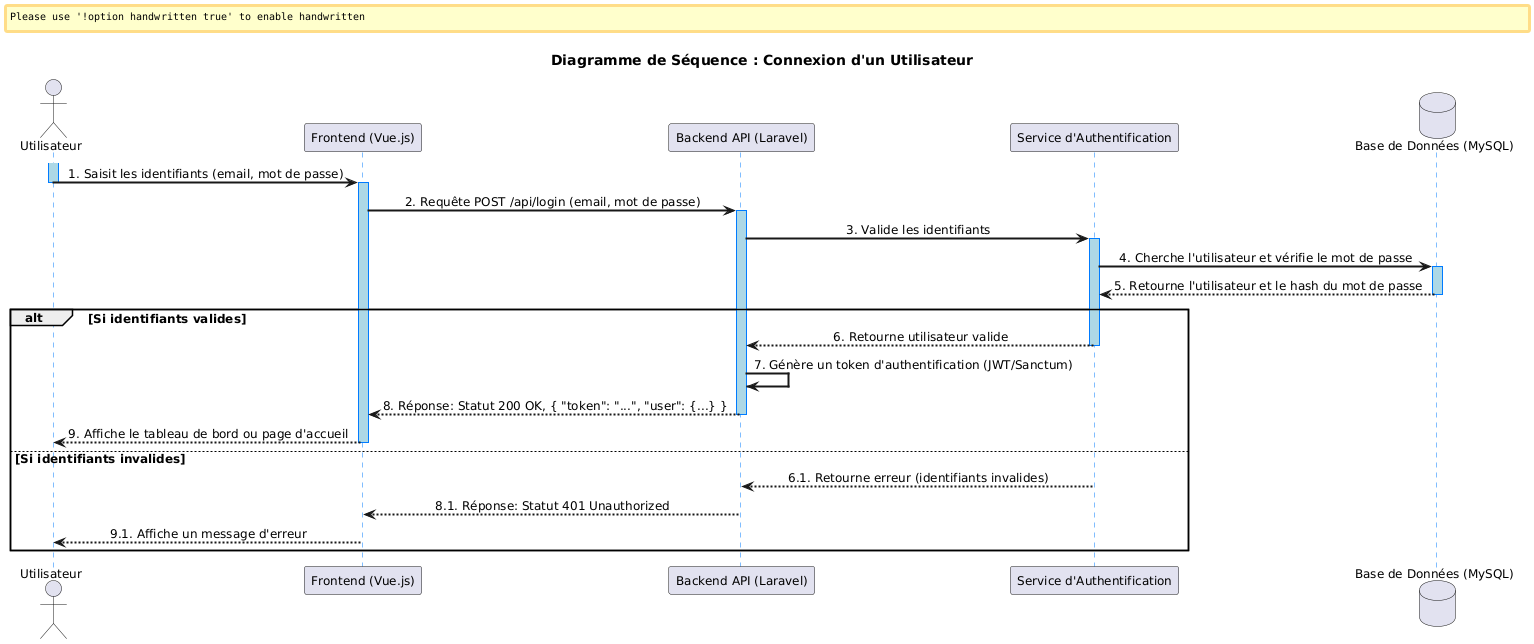 Please use '!option handwritten true' to enable handwritten
Diagramme de Séquence : Connexion d'un Utilisateur
Utilisateur
Frontend (Vue.js)
Backend API (Laravel)
Service d'Authentification
Base de Données (MySQL)
1. Saisit les identifiants (email, mot de passe)
2. Requête POST /api/login (email, mot de passe)
3. Valide les identifiants
4. Cherche l'utilisateur et vérifie le mot de passe
5. Retourne l'utilisateur et le hash du mot de passe
alt
[Si identifiants valides]
6. Retourne utilisateur valide
7. Génère un token d'authentification (JWT/Sanctum)
8. Réponse: Statut 200 OK, { "token": "...", "user": {...} }
9. Affiche le tableau de bord ou page d'accueil
[Si identifiants invalides]
6.1. Retourne erreur (identifiants invalides)
8.1. Réponse: Statut 401 Unauthorized
9.1. Affiche un message d'erreur
Utilisateur
Frontend (Vue.js)
Backend API (Laravel)
Service d'Authentification
Base de Données (MySQL)